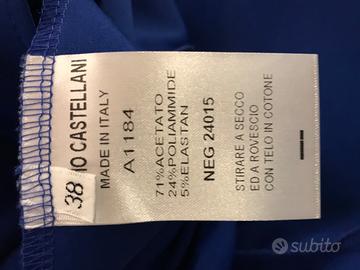 IO CASTELLANI
MADE IN ITALY
A1184
71%ACETATO
24%POLIAMMIDE
5%ELASTAN
NEG 24015
STIRARE A SECCO
ED A ROVESCIO
CON TELO IN COTONE
38
subito